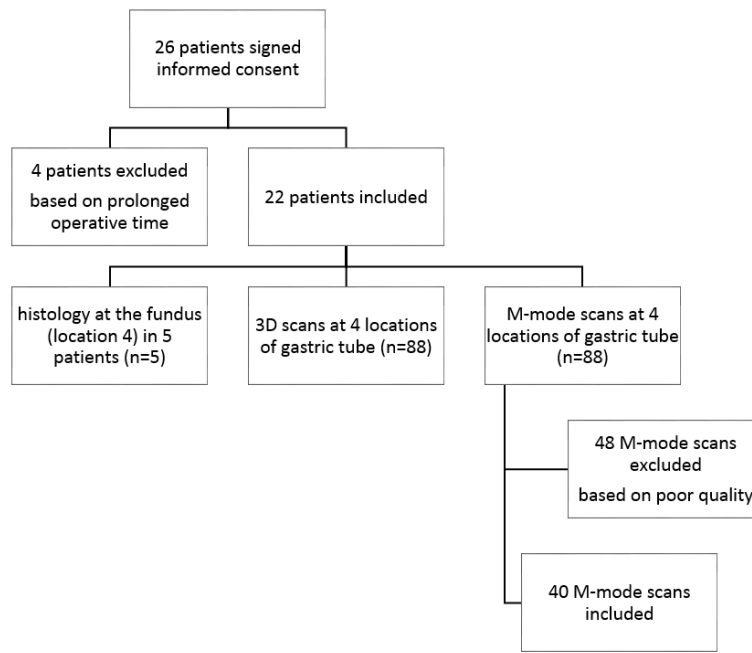 26 patients signed
informed consent
4 patients excluded
based on prolonged
operative time
22 patients included
histology at the fundus
(location 4) in 5
patients (n=5)
3D scans at 4 locations
of gastric tube (n=88)
M-mode scans at 4
locations of gastric tube
(n=88)
48 M-mode scans
excluded
based on poor quality
40 M-mode scans
included